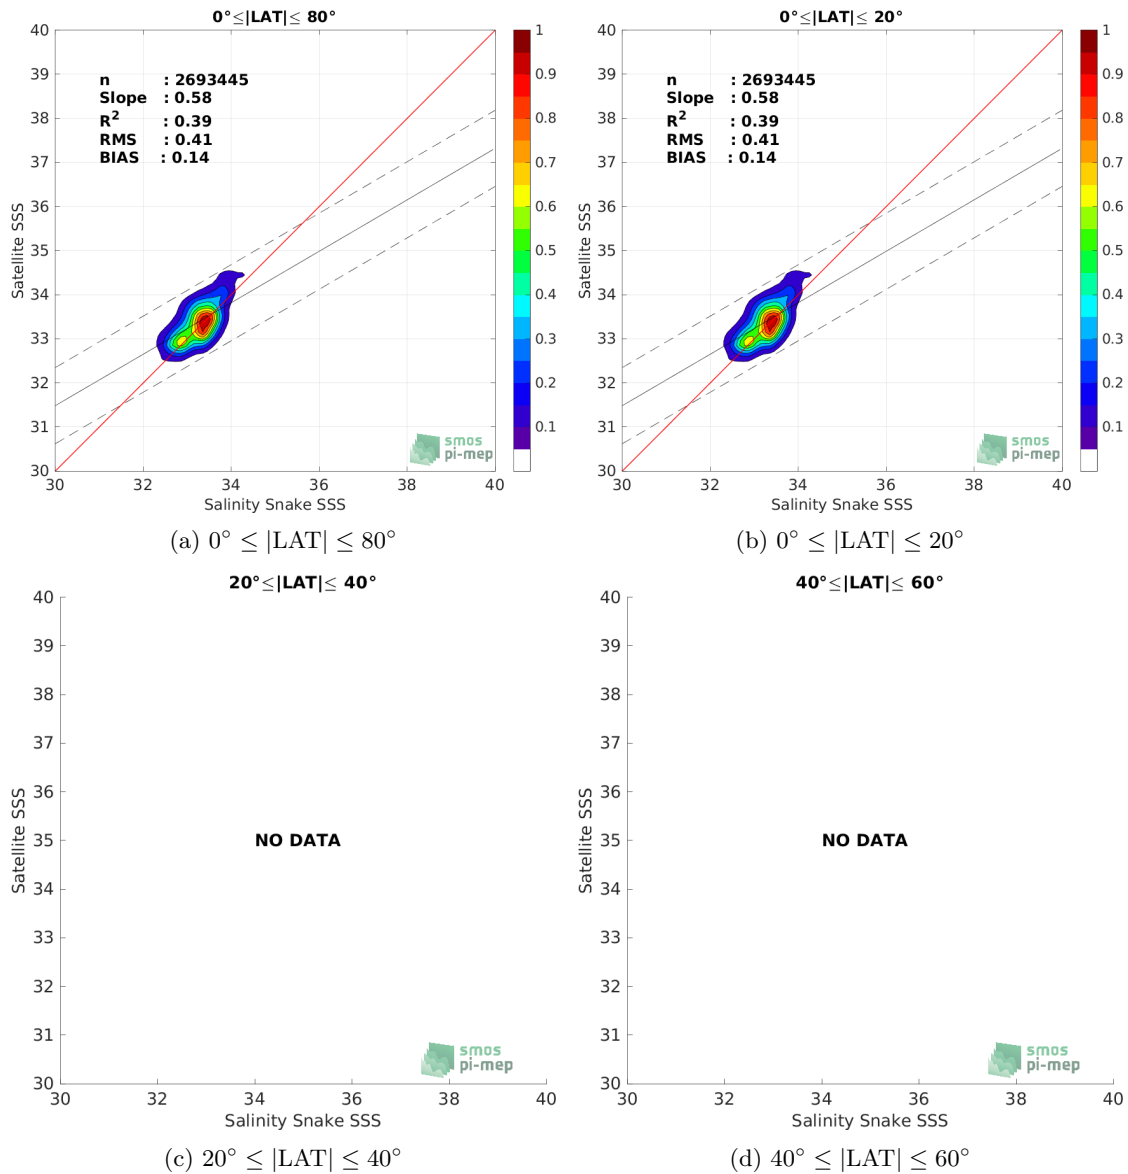 0°≤|LAT|≤ 80°
40
39
38
37
36
35
34
33
32
31
30
Satellite SSS
n : 2693445
Slope : 0.58
R² : 0.39
RMS : 0.41
BIAS : 0.14
1
0.9
0.8
0.7
0.6
0.5
0.4
0.3
0.2
0.1
smos
pi-mep
30 32 34 36 38 40
Salinity Snake SSS
(a) 0° ≤ |LAT| ≤ 80°
0°≤|LAT|≤ 20°
40
39
38
37
36
35
34
33
32
31
30
Satellite SSS
n : 2693445
Slope : 0.58
R² : 0.39
RMS : 0.41
BIAS : 0.14
1
0.9
0.8
0.7
0.6
0.5
0.4
0.3
0.2
0.1
smos
pi-mep
30 32 34 36 38 40
Salinity Snake SSS
(b) 0° ≤ |LAT| ≤ 20°
20°≤|LAT|≤ 40°
40
39
38
37
36
35
34
33
32
31
30
Satellite SSS
NO DATA
smos
pi-mep
30 32 34 36 38 40
Salinity Snake SSS
(c) 20° ≤ |LAT| ≤ 40°
40°≤|LAT|≤ 60°
40
39
38
37
36
35
34
33
32
31
30
Satellite SSS
NO DATA
smos
pi-mep
30 32 34 36 38 40
Salinity Snake SSS
(d) 40° ≤ |LAT| ≤ 60°